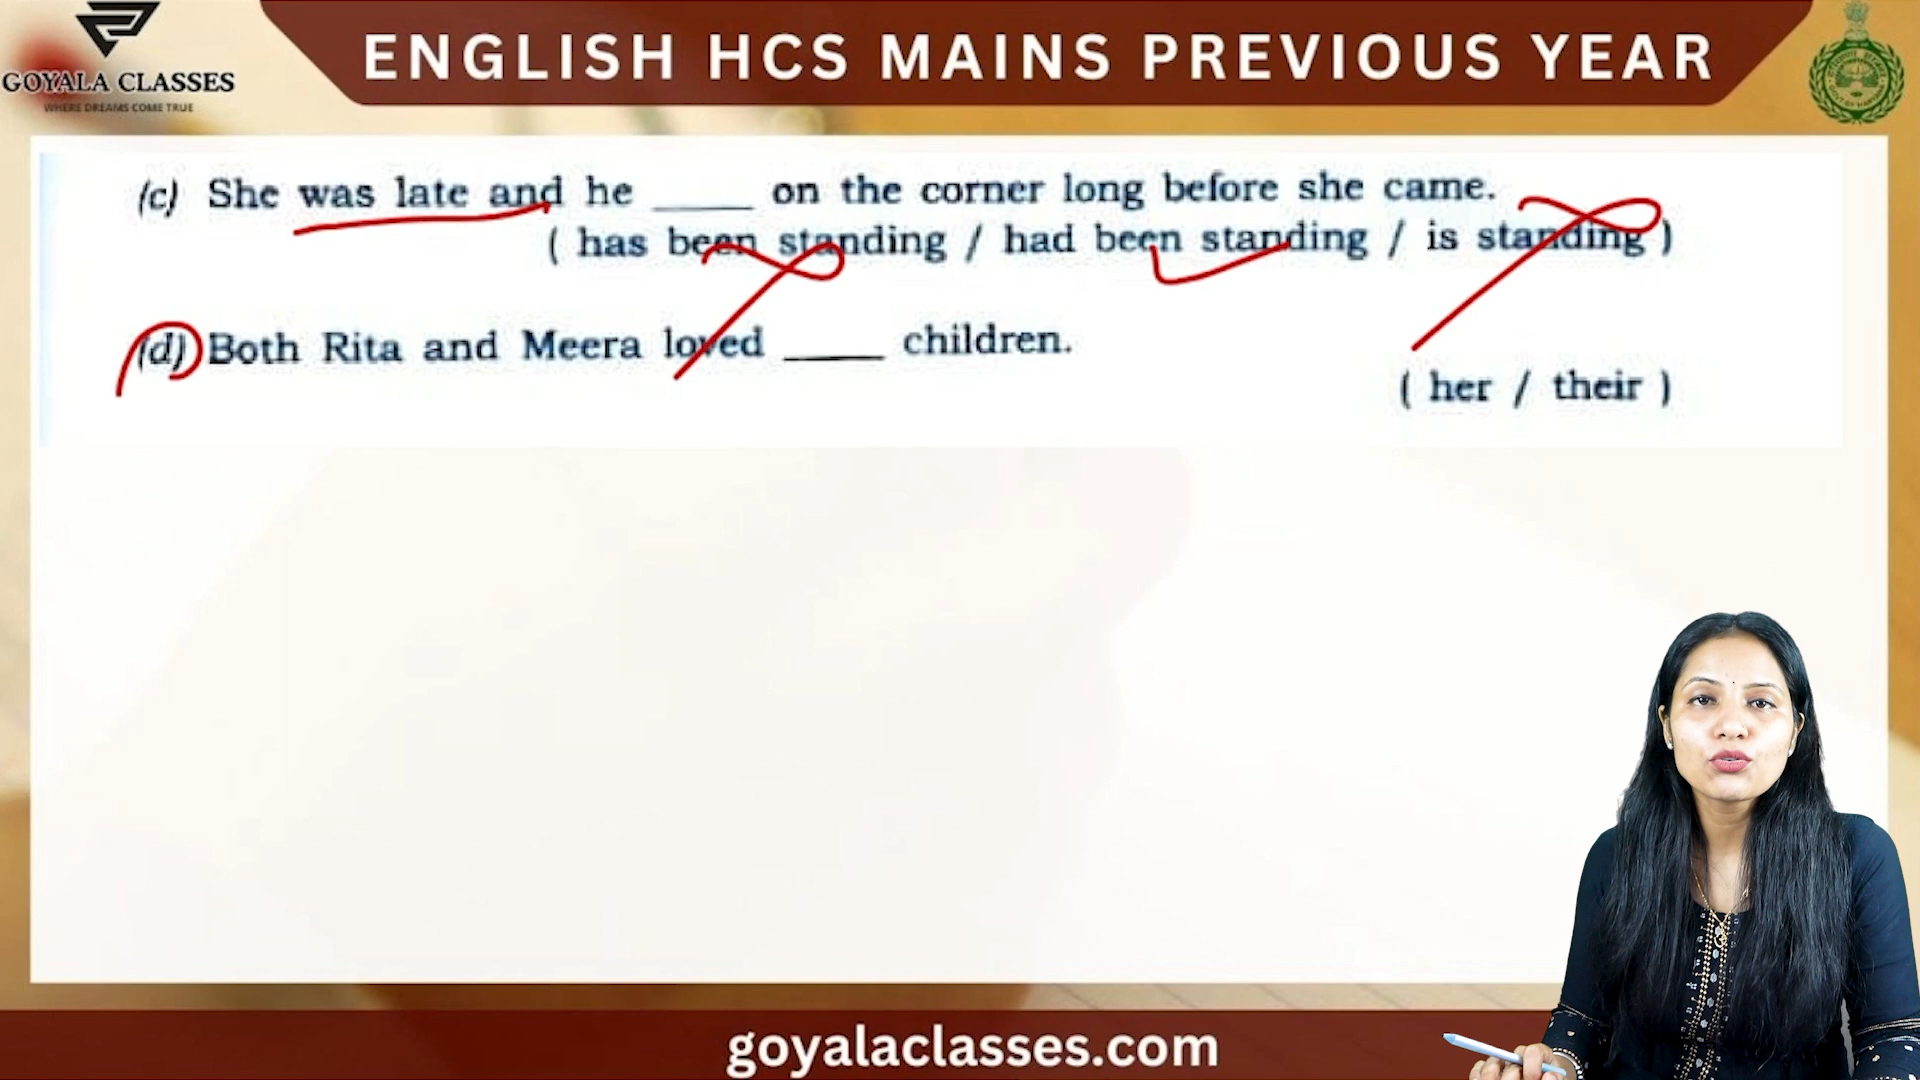 GOYALA CLASSES
WHERE DREAMS COME TRUE
ENGLISH HCS MAINS PREVIOUS YEAR
(c) She was late and he _____ on the corner long before she came.
( has been standing / had been standing / is standing )
(d) Both Rita and Meera loved _____ children.
( her / their )
goyalaclasses.com